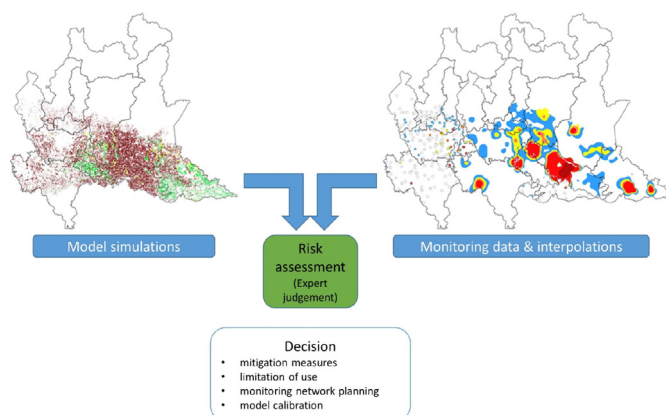 Model simulations
Monitoring data & interpolations
Risk
assessment
(Expert
judgement)
Decision
• mitigation measures
• limitation of use
• monitoring network planning
• model calibration